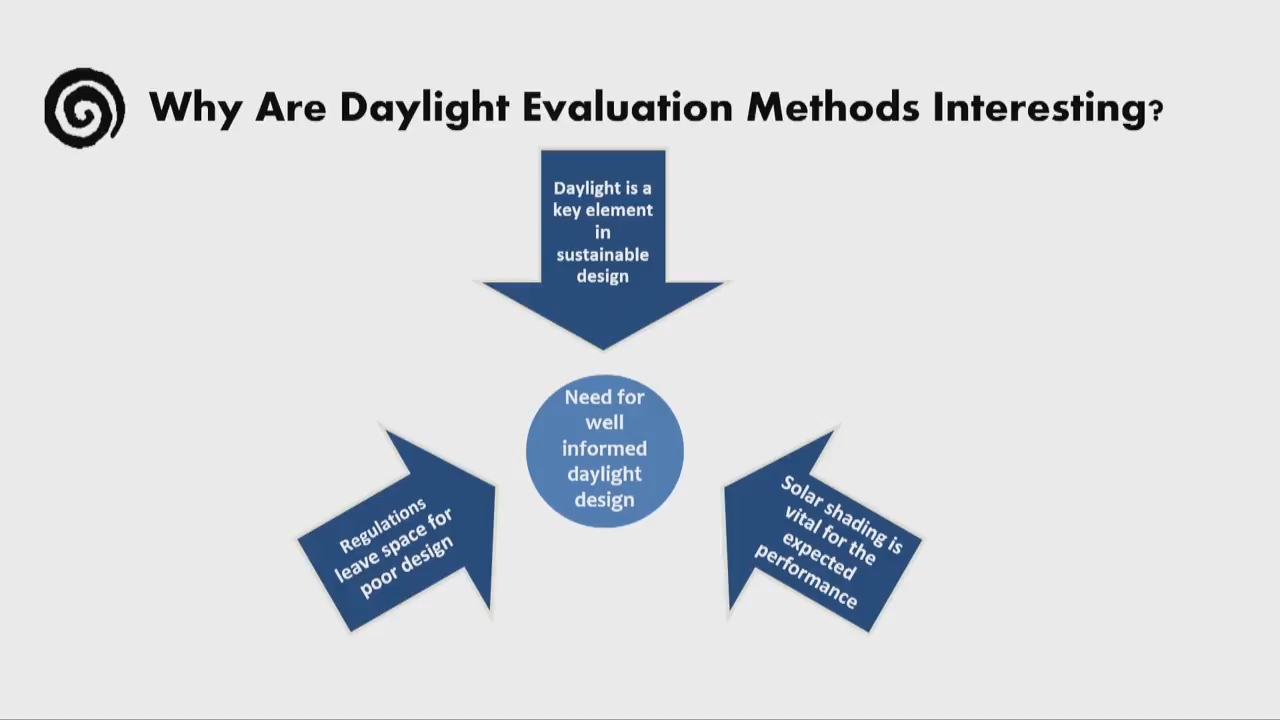 Why Are Daylight Evaluation Methods Interesting?
Daylight is a
key element
in
sustainable
design
Need for
well
informed
daylight
design
Regulations
leave space for
poor design
Solar shading is
vital for the
expected
performance